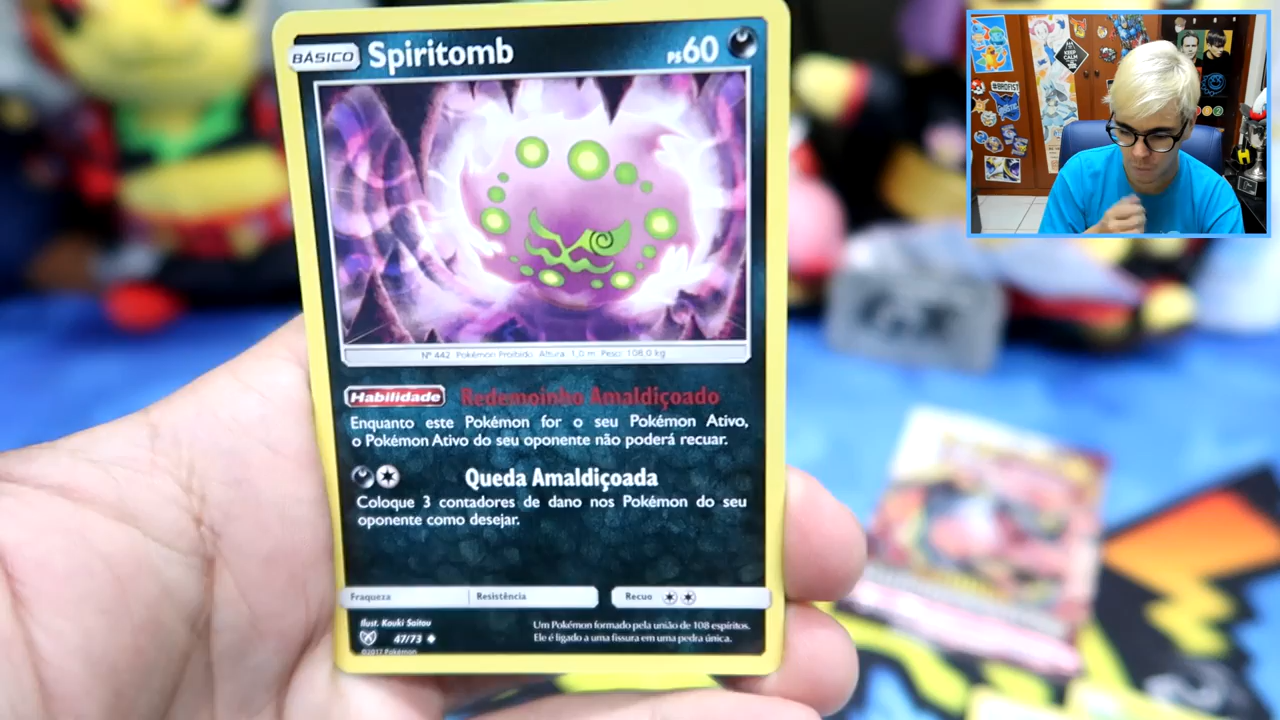 BÁSICO Spiritomb PS60
Nº 442 Pokémon Proibido Altura: 1,0 m Peso: 108,0 kg
Habilidade Redemoinho Amaldiçoado
Enquanto este Pokémon for o seu Pokémon Ativo,
o Pokémon Ativo do seu oponente não poderá recuar.
Queda Amaldiçoada
Coloque 3 contadores de dano nos Pokémon do seu
oponente como desejar.
Fraqueza Resistência Recuo
Ilust. Kouki Saitou
47/73
©2017 Pokémon
Um Pokémon formado pela união de 108 espíritos.
Ele é ligado a uma fissura em uma pedra única.
KEEP
CALM